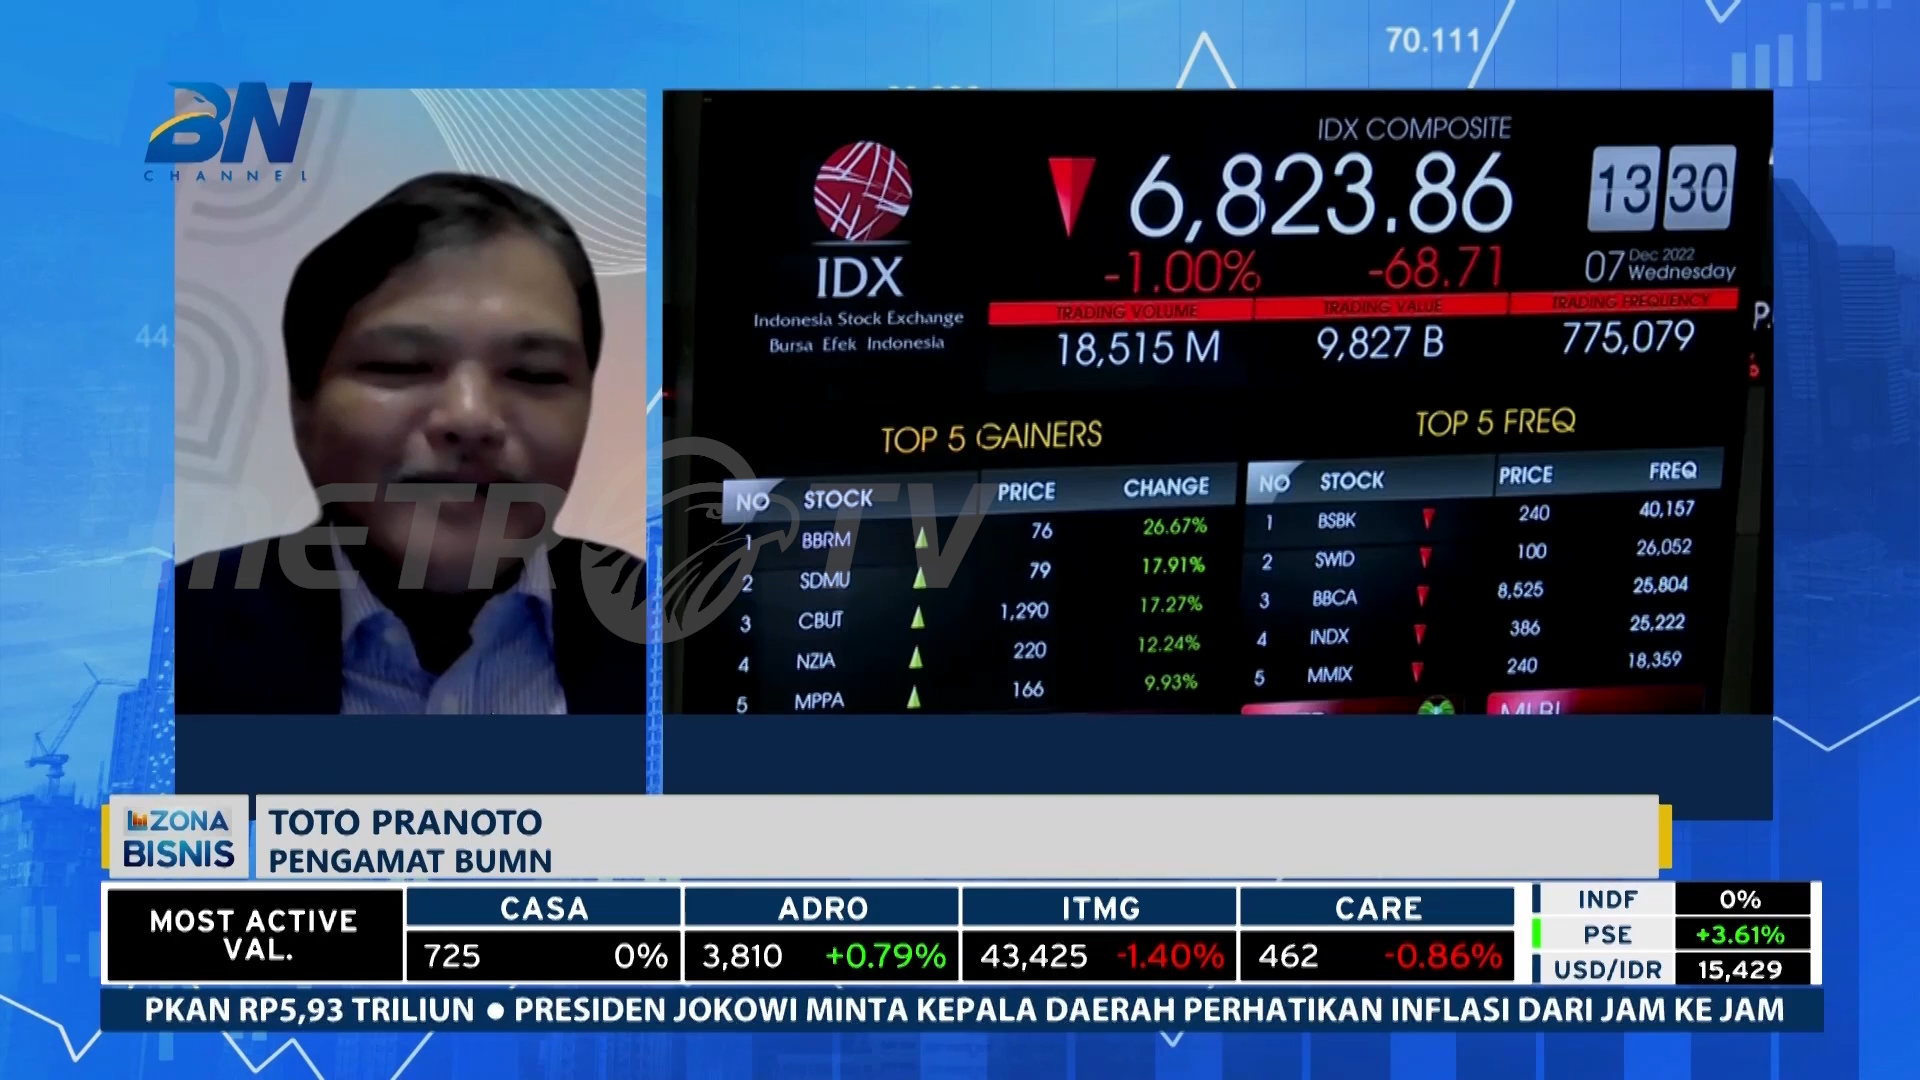 70.111
BN
CHANNEL
44.
METRO TV
IDX COMPOSITE
6,823.86
-1.00% -68.71
13 30
07 Dec 2022
Wednesday
IDX
Indonesia Stock Exchange
Bursa Efek Indonesia
TRADING VOLUME TRADING VALUE TRADING FREQUENCY
18,515 M 9,827 B 775,079
TOP 5 GAINERS
NO STOCK PRICE CHANGE
1 BBRM 76 26.67%
2 SDMU 79 17.91%
3 CBUT 1,290 17.27%
4 NZIA 220 12.24%
5 MPPA 166 9.93%
TOP 5 FREQ
NO STOCK PRICE FREQ
1 BSBK 240 40,157
2 SWID 100 26,052
3 BBCA 8,525 25,804
4 INDX 386 25,222
5 MMIX 240 18,359
ZONA
BISNIS
TOTO PRANOTO
PENGAMAT BUMN
MOST ACTIVE
VAL.
CASA ADRO ITMG CARE
725 0% 3,810 +0.79% 43,425 -1.40% 462 -0.86%
INDF 0%
PSE +3.61%
USD/IDR 15,429
PKAN RP5,93 TRILIUN ● PRESIDEN JOKOWI MINTA KEPALA DAERAH PERHATIKAN INFLASI DARI JAM KE JAM